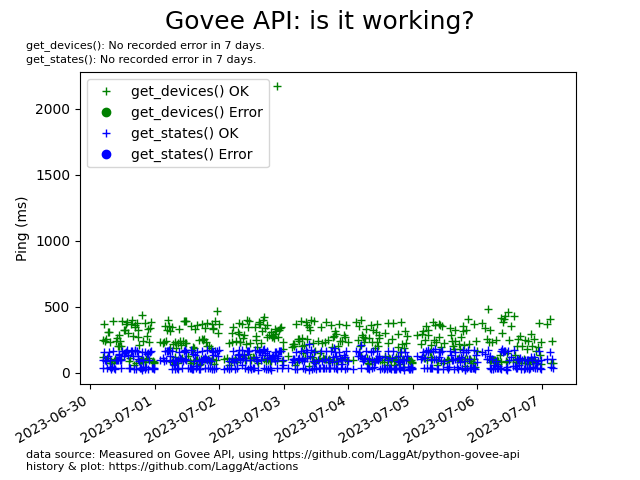 Govee API: is it working?
get_devices(): No recorded error in 7 days.
get_states(): No recorded error in 7 days.
get_devices() OK
get_devices() Error
get_states() OK
get_states() Error
Ping (ms)
2000
1500
1000
500
0
2023-06-30
2023-07-01
2023-07-02
2023-07-03
2023-07-04
2023-07-05
2023-07-06
2023-07-07
data source: Measured on Govee API, using https://github.com/LaggAt/python-govee-api
history & plot: https://github.com/LaggAt/actions